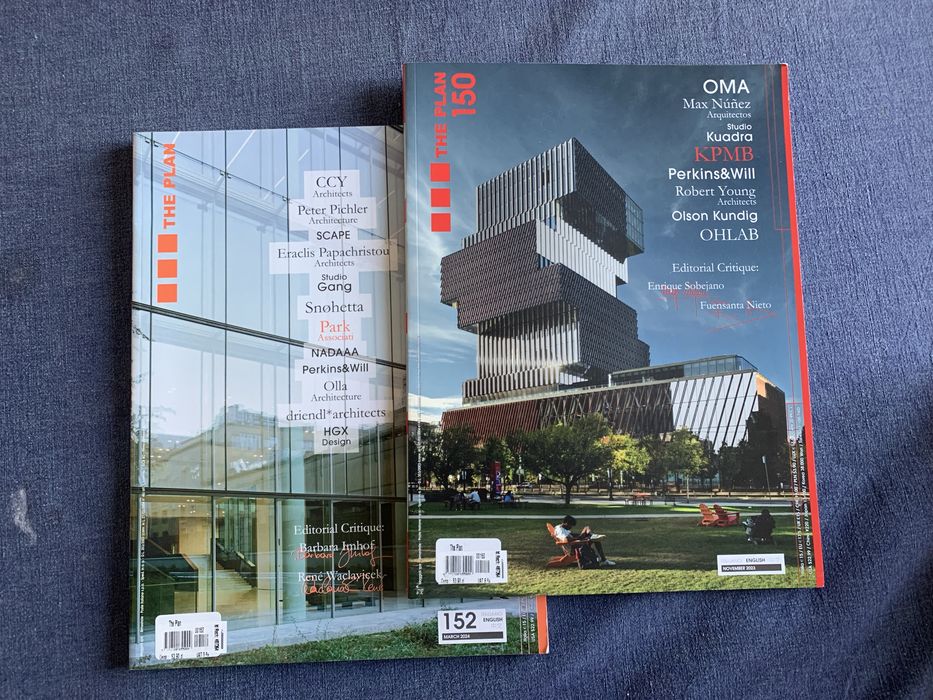 THE PLAN
CCY
Architects
Peter Pichler
Architecture
SCAPE
Eraclis Papachristou
Architects
Studio
Gang
Snøhetta
Park
Associati
NADAAA
Perkins&Will
Olla
Architecture
driendl*architects
HGX
Design
Editorial Critique:
Barbara Imhof
René Waclavicek
The Plan
152
ENGLISH
MARCH 2024
THE PLAN
150
OMA
Max Núñez
Arquitectos
Studio
Kuadra
KPMB
Perkins&Will
Robert Young
Architects
Olson Kundig
OHLAB
Editorial Critique:
Enrique Sobejano
Fuensanta Nieto
The Plan
ENGLISH
NOVEMBER 2023